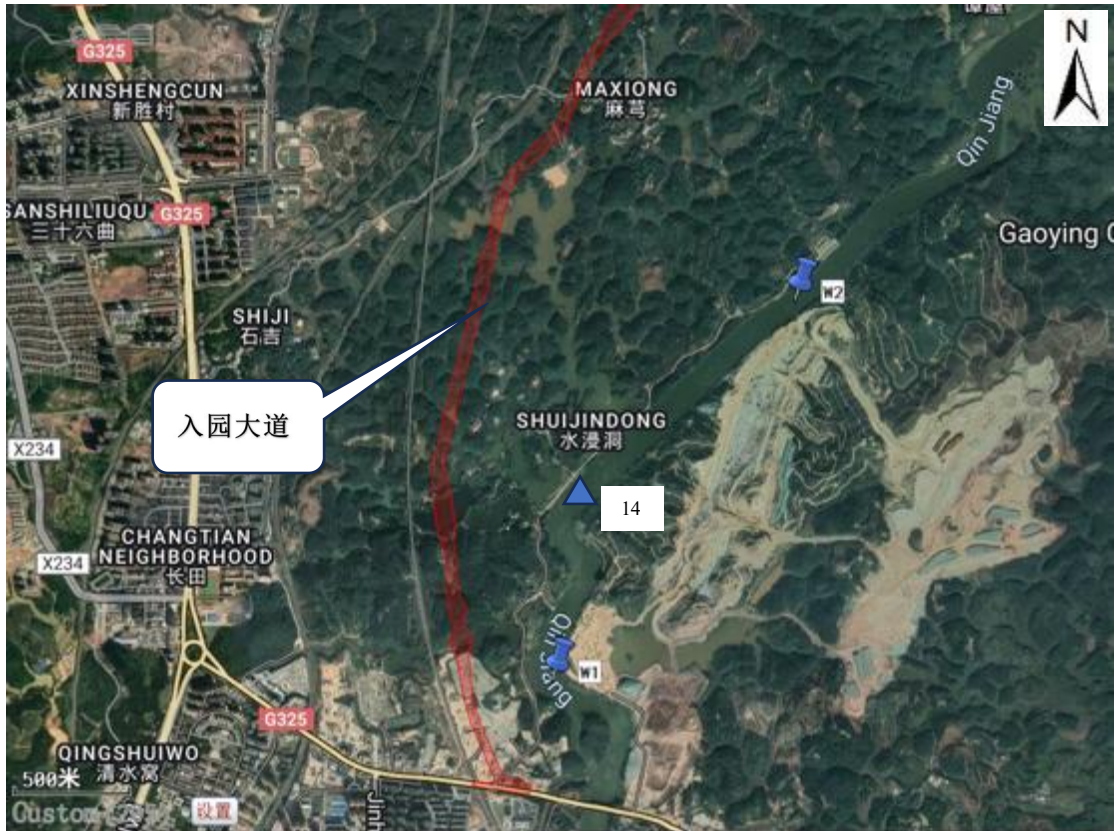 G325
N
XINSHENGCUN
新胜村
MAXIONG
麻芎
Qin Jiang
SANSHILIUQU
三十六曲
G325
Gaoying
W2
SHIJI
石吉
入园大道
SHUIJINDONG
水浸洞
X234
14
CHANGTIAN
NEIGHBORHOOD
长田
X234
Qin Jiang
W1
G325
QINGSHUIWO
清水窝
500米
设置
Jinh